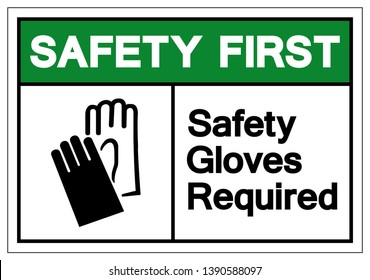 SAFETY FIRST
Safety
Gloves
Required
shutterstock.com · 1390588097